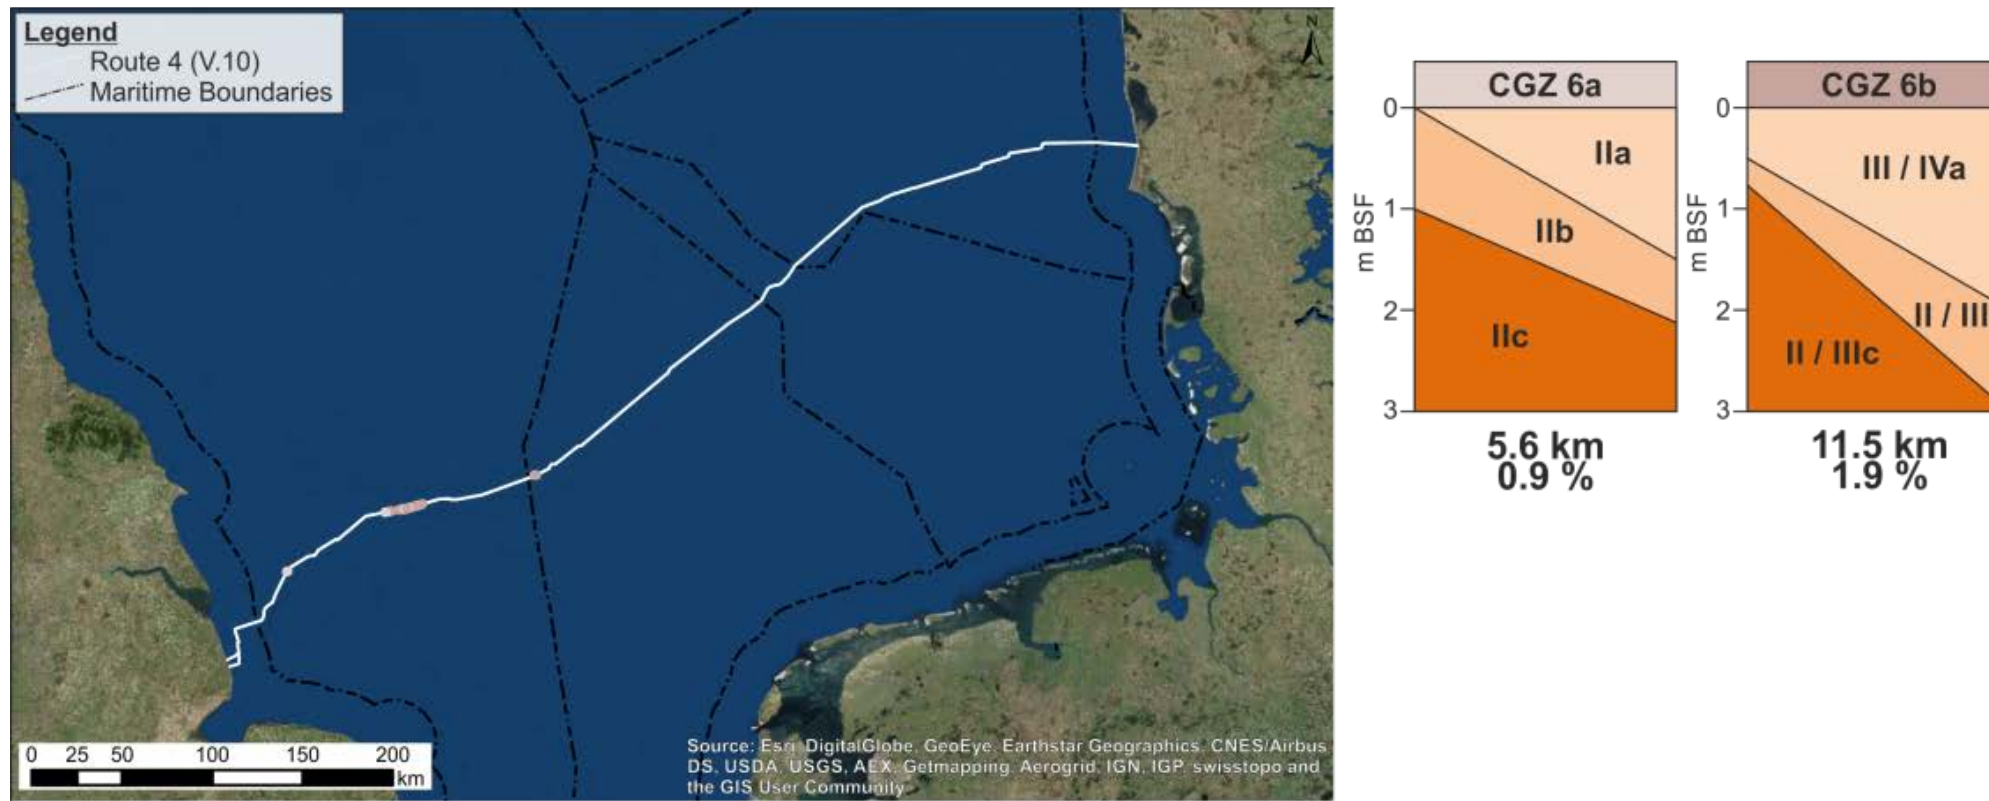 Legend
Route 4 (V.10)
Maritime Boundaries
N
0 25 50 100 150 200
km
Source: Esri, DigitalGlobe, GeoEye, Earthstar Geographics, CNES/Airbus
DS, USDA, USGS, AEX, Getmapping, Aerogrid, IGN, IGP, swisstopo and
the GIS User Community
CGZ 6a
0
1
2
3
m BSF
IIa
IIb
IIc
5.6 km
0.9 %
CGZ 6b
0
1
2
3
m BSF
III / IVa
II / III
II / IIIc
11.5 km
1.9 %